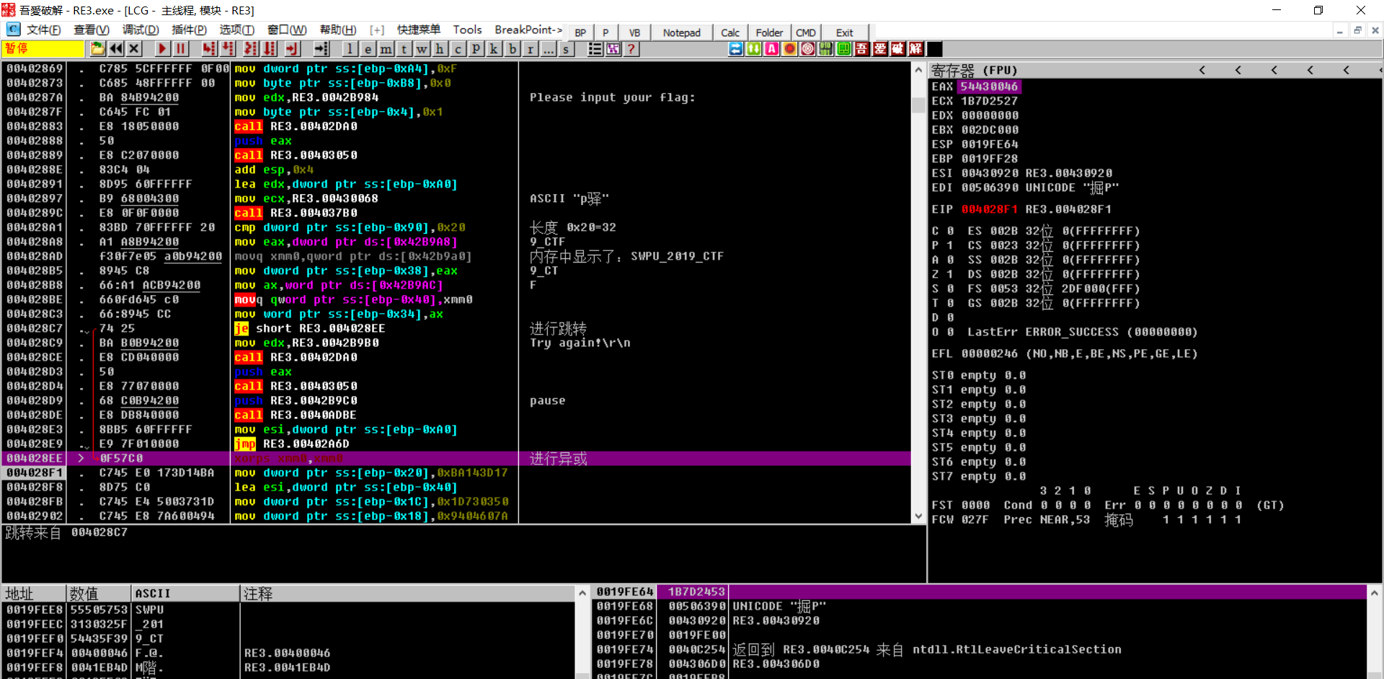 吾愛破解 - RE3.exe - [LCG - 主线程, 模块 - RE3]
文件(F) 查看(V) 调试(D) 插件(P) 选项(T) 窗口(W) 帮助(H) [+] 快捷菜单 Tools BreakPoint-> BP P VB Notepad Calc Folder CMD Exit
暂停 l e m t w h c P k b r ... s ? 吾 爱 破 解
00402869 . C785 5CFFFFFF 0F00 mov dword ptr ss:[ebp-0xA4],0xF
00402873 . C685 48FFFFFF 00 mov byte ptr ss:[ebp-0xB8],0x0
0040287A . BA 84B94200 mov edx,RE3.0042B984 Please input your flag:
0040287F . C645 FC 01 mov byte ptr ss:[ebp-0x4],0x1
00402883 . E8 18050000 call RE3.00402DA0
00402888 . 50 push eax
00402889 . E8 C2070000 call RE3.00403050
0040288E . 83C4 04 add esp,0x4
00402891 . 8D95 60FFFFFF lea edx,dword ptr ss:[ebp-0xA0]
00402897 . B9 68004300 mov ecx,RE3.00430068 ASCII "p驿"
0040289C . E8 0F0F0000 call RE3.004037B0
004028A1 . 83BD 70FFFFFF 20 cmp dword ptr ss:[ebp-0x90],0x20 长度 0x20=32
004028A8 . A1 A8B94200 mov eax,dword ptr ds:[0x42B9A8] 9_CTF
004028AD . f30f7e05 a0b94200 movq xmm0,qword ptr ds:[0x42b9a0] 内存中显示了: SWPU_2019_CTF
004028B5 . 8945 C8 mov dword ptr ss:[ebp-0x38],eax 9_CT
004028B8 . 66:A1 ACB94200 mov ax,word ptr ds:[0x42B9AC] F
004028BE . 660fd645 c0 movq qword ptr ss:[ebp-0x40],xmm0
004028C3 . 66:8945 CC mov word ptr ss:[ebp-0x34],ax
004028C7 . 74 25 je short RE3.004028EE 进行跳转
004028C9 . BA B0B94200 mov edx,RE3.0042B9B0 Try again!\r\n
004028CE . E8 CD040000 call RE3.00402DA0
004028D3 . 50 push eax
004028D4 . E8 77070000 call RE3.00403050
004028D9 . 68 C0B94200 push RE3.0042B9C0 pause
004028DE . E8 DB840000 call RE3.0040ADBE
004028E3 . 8BB5 60FFFFFF mov esi,dword ptr ss:[ebp-0xA0]
004028E9 . E9 7F010000 jmp RE3.00402A6D
004028EE > 0F57C0 xorps xmm0,xmm0 进行异或
004028F1 . C745 E0 173D14BA mov dword ptr ss:[ebp-0x20],0xBA143D17
004028F8 . 8D75 C0 lea esi,dword ptr ss:[ebp-0x40]
004028FB . C745 E4 5003731D mov dword ptr ss:[ebp-0x1C],0x1D730350
00402902 . C745 E8 7A600494 mov dword ptr ss:[ebp-0x18],0x9404607A
跳转来自 004028C7
寄存器 (FPU) < < < < <
EAX 54430046
ECX 1B7D2527
EDX 00000000
EBX 002DC000
ESP 0019FE64
EBP 0019FF28
ESI 00430920 RE3.00430920
EDI 00506390 UNICODE "掘P"
EIP 004028F1 RE3.004028F1
C 0 ES 002B 32位 0(FFFFFFFF)
P 1 CS 0023 32位 0(FFFFFFFF)
A 0 SS 002B 32位 0(FFFFFFFF)
Z 1 DS 002B 32位 0(FFFFFFFF)
S 0 FS 0053 32位 2DF000(FFF)
T 0 GS 002B 32位 0(FFFFFFFF)
D 0
O 0 LastErr ERROR_SUCCESS (00000000)
EFL 00000246 (NO,NB,E,BE,NS,PE,GE,LE)
ST0 empty 0.0
ST1 empty 0.0
ST2 empty 0.0
ST3 empty 0.0
ST4 empty 0.0
ST5 empty 0.0
ST6 empty 0.0
ST7 empty 0.0
3 2 1 0 E S P U O Z D I
FST 0000 Cond 0 0 0 0 Err 0 0 0 0 0 0 0 0 (GT)
FCW 027F Prec NEAR,53 掩码 1 1 1 1 1 1
地址 数值 ASCII 注释
0019FEE8 55505753 SWPU
0019FEEC 3130325F _201
0019FEF0 54435F39 9_CT
0019FEF4 00400046 F.@. RE3.00400046
0019FEF8 0041EB4D M階. RE3.0041EB4D
0019FE64 1B7D2453
0019FE68 00506390 UNICODE "掘P"
0019FE6C 00430920 RE3.00430920
0019FE70 0019FE00
0019FE74 0040C254 返回到 RE3.0040C254 来自 ntdll.RtlLeaveCriticalSection
0019FE78 004306D0 RE3.004306D0